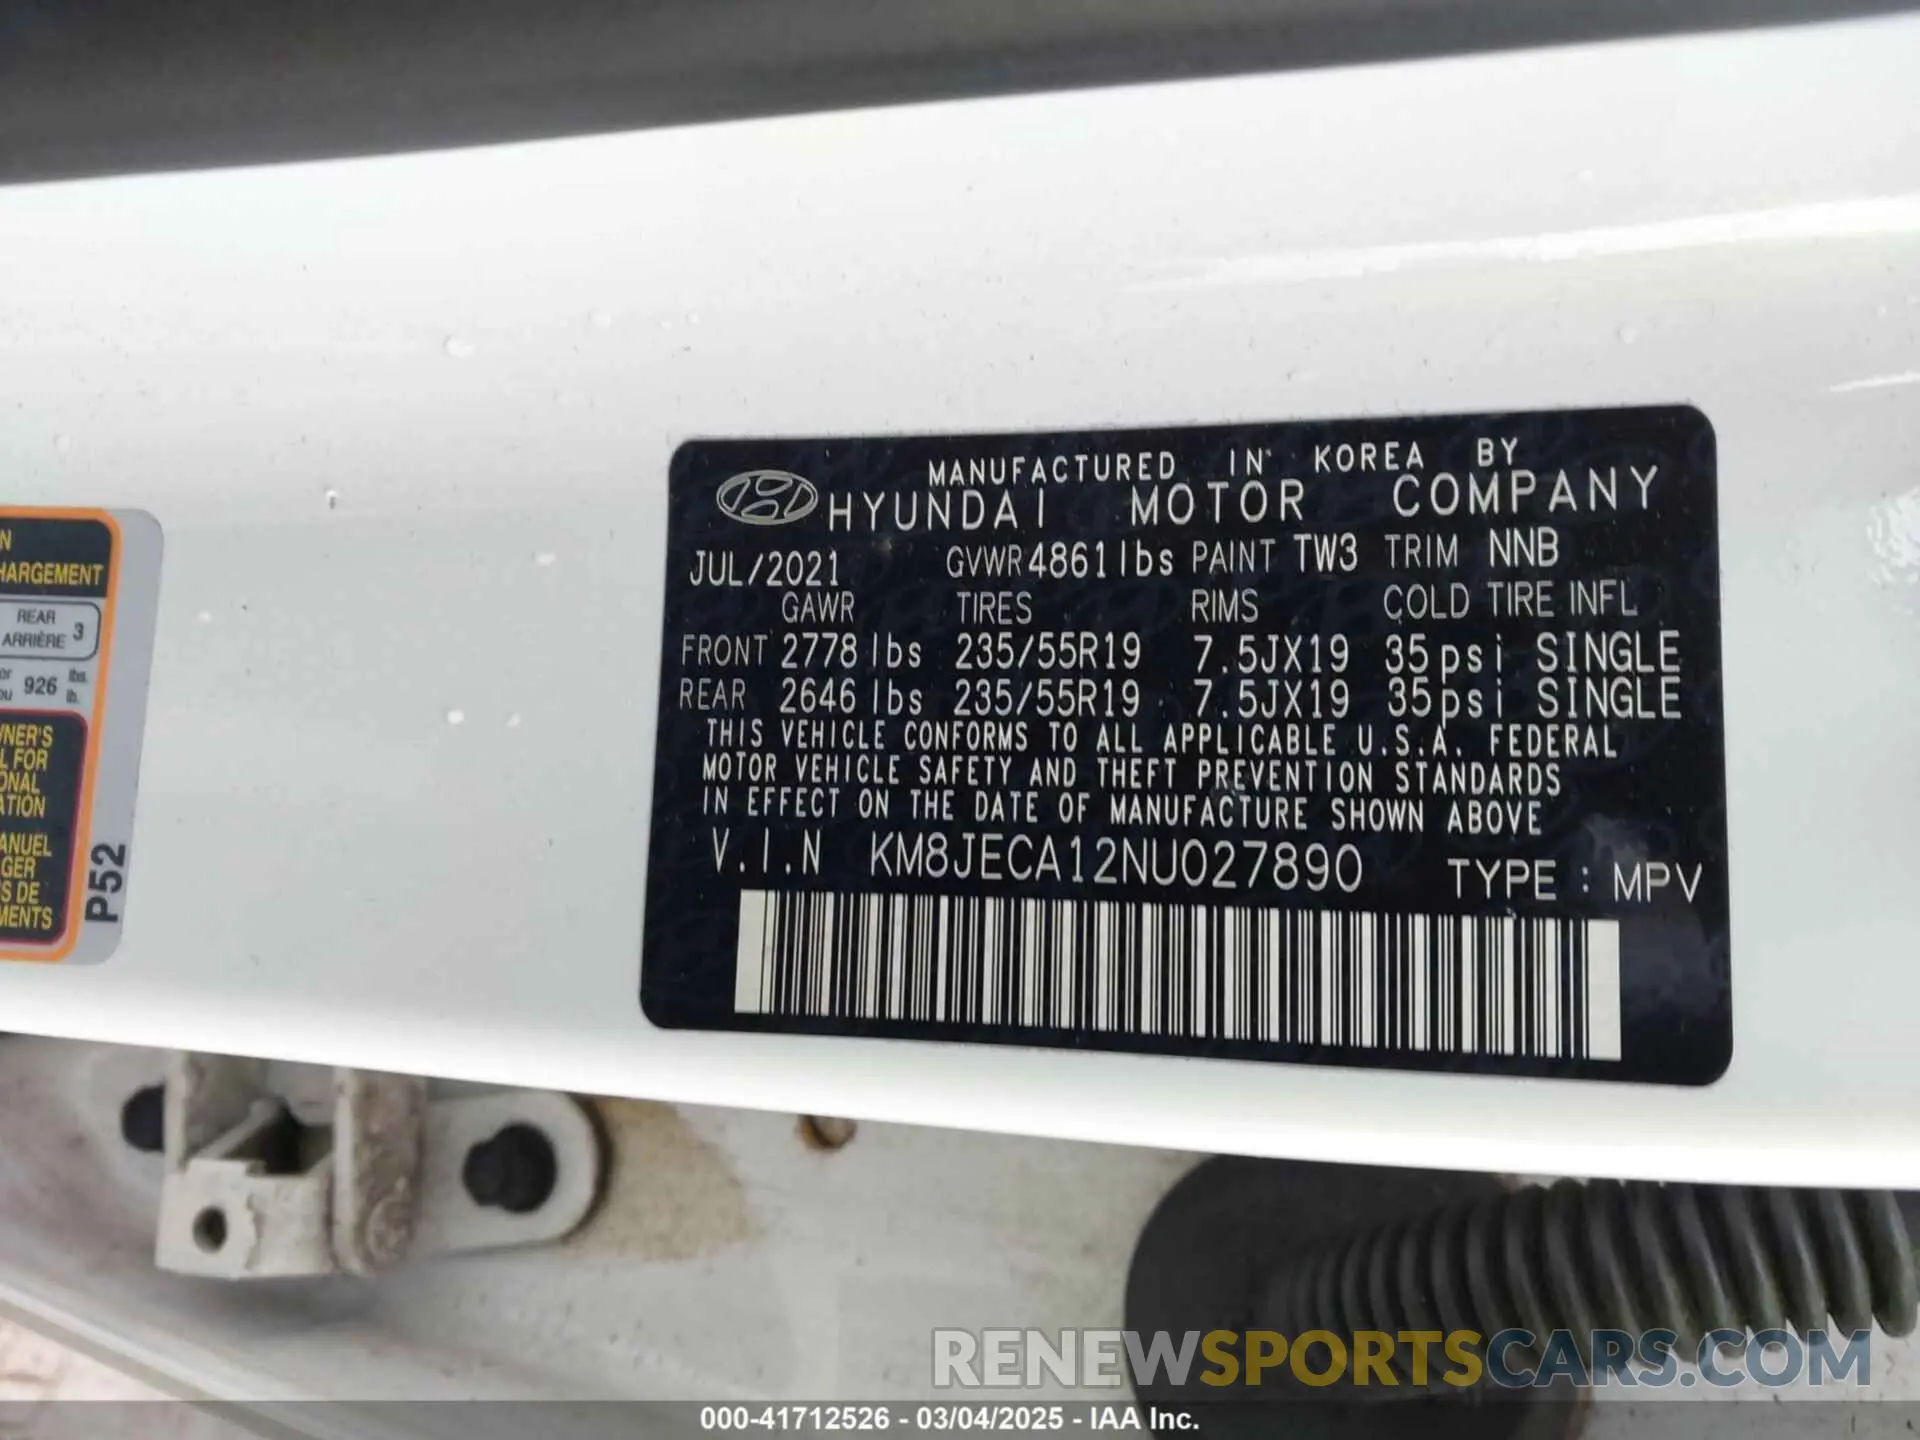 MANUFACTURED IN KOREA BY
HYUNDAI MOTOR COMPANY
JUL/2021 GVWR 4861lbs PAINT TW3 TRIM NNB
GAWR TIRES RIMS COLD TIRE INFL
FRONT 2778lbs 235/55R19 7.5JX19 35psi SINGLE
REAR 2646lbs 235/55R19 7.5JX19 35psi SINGLE
THIS VEHICLE CONFORMS TO ALL APPLICABLE U.S.A. FEDERAL
MOTOR VEHICLE SAFETY AND THEFT PREVENTION STANDARDS
IN EFFECT ON THE DATE OF MANUFACTURE SHOWN ABOVE
V.I.N KM8JECA12NU027890 TYPE : MPV
REAR
ARRIÈRE 3
926 lbs.
lb.
P52
RENEWSPORTSCARS.COM
000-41712526 - 03/04/2025 - IAA Inc.